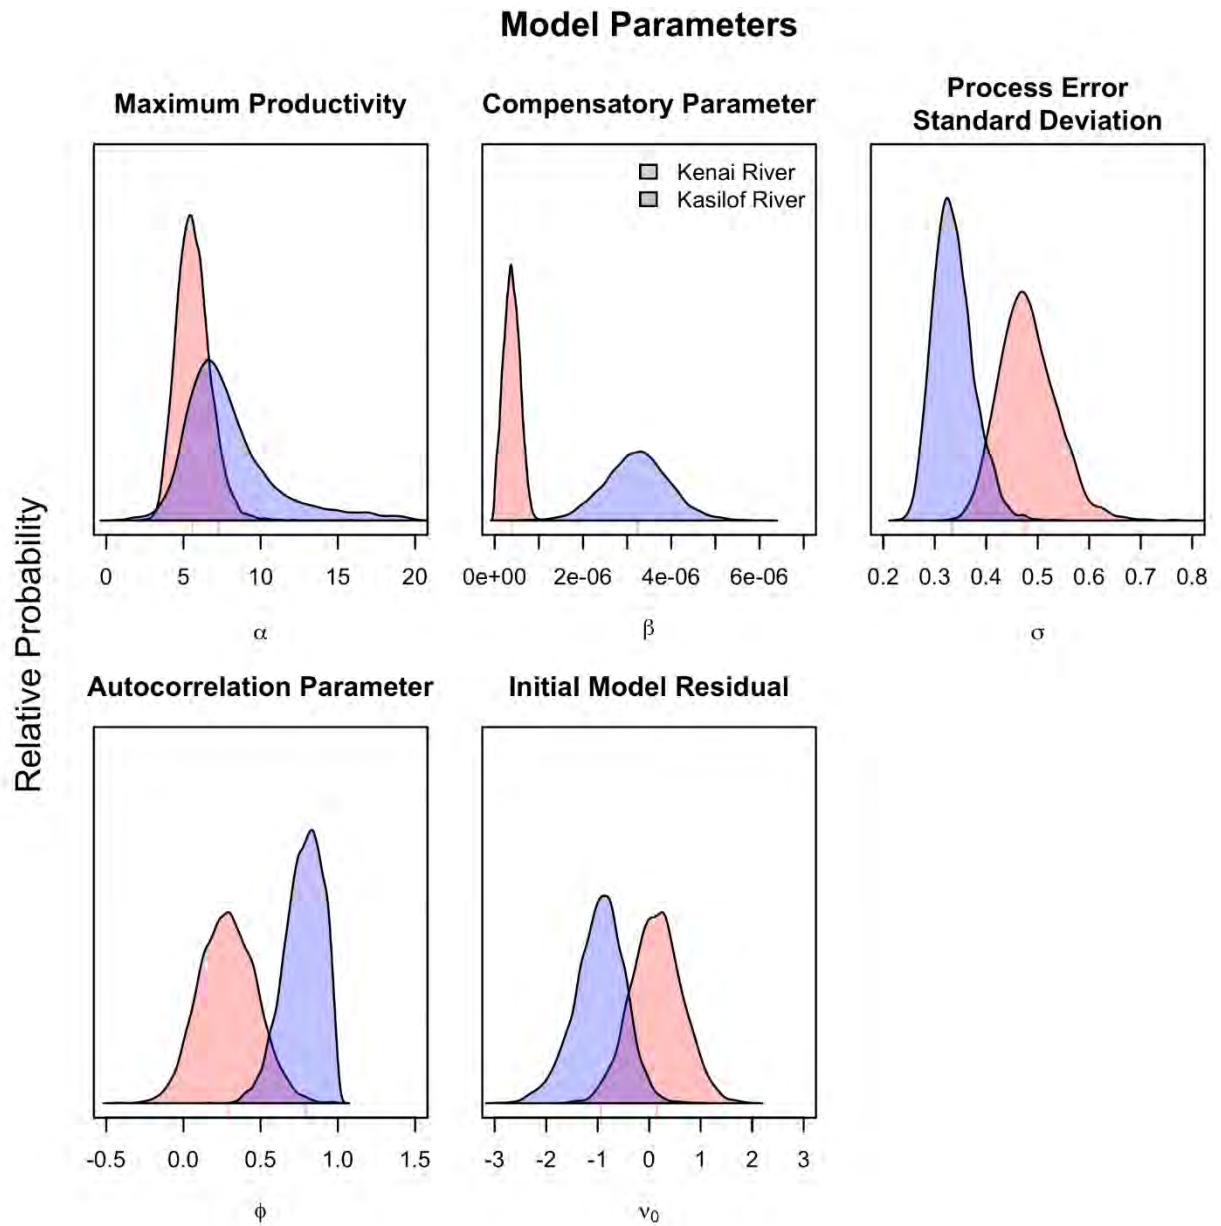 Model Parameters
Maximum Productivity
Compensatory Parameter
Process Error
Standard Deviation
Kenai River
Kasilof River
0 5 10 15 20
0e+00 2e-06 4e-06 6e-06
0.2 0.3 0.4 0.5 0.6 0.7 0.8
α
β
σ
Relative Probability
Autocorrelation Parameter
Initial Model Residual
-0.5 0.0 0.5 1.0 1.5
-3 -2 -1 0 1 2 3
ϕ
ν₀